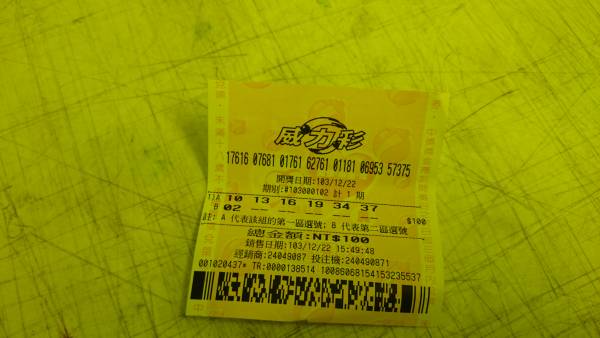 威力彩
17616 07681 01761 62761 01181 06953 57375
開獎日期:103/12/22
期別:#103000102 計 1 期
1)A 10 13 16 19 34 37
B 02 -- -- -- -- -- $100
註: A 代表該組的第一區選號; B 代表第二區選號
總金額:NT$100
銷售日期:103/12/22 15:49:48
經銷商:24049087 投注機:240490871
001020437* TR:0000138514 10086068154153235537